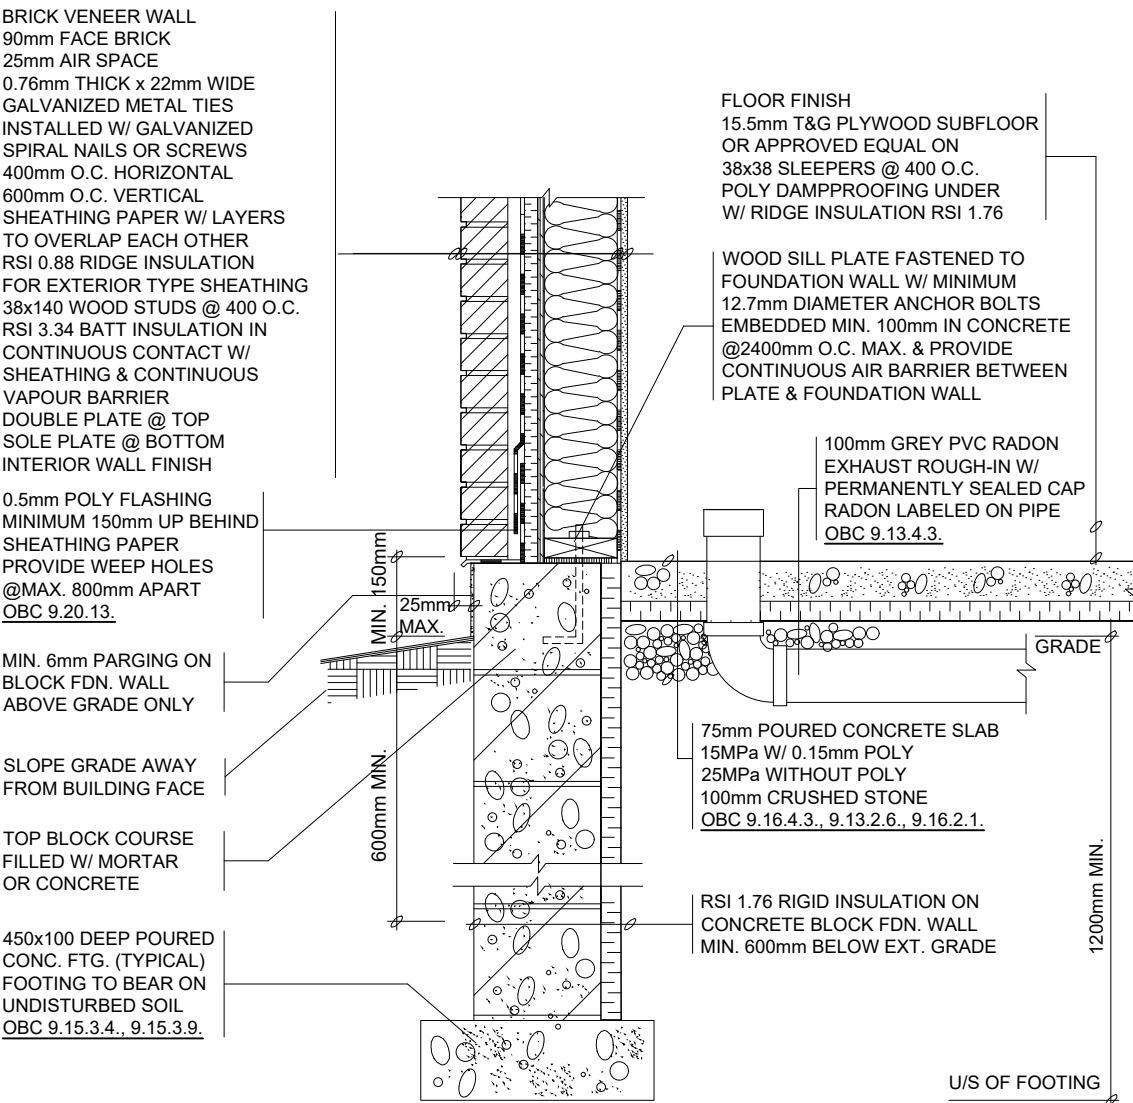 BRICK VENEER WALL
90mm FACE BRICK
25mm AIR SPACE
0.76mm THICK x 22mm WIDE
GALVANIZED METAL TIES
INSTALLED W/ GALVANIZED
SPIRAL NAILS OR SCREWS
400mm O.C. HORIZONTAL
600mm O.C. VERTICAL
SHEATHING PAPER W/ LAYERS
TO OVERLAP EACH OTHER
RSI 0.88 RIDGE INSULATION
FOR EXTERIOR TYPE SHEATHING
38x140 WOOD STUDS @ 400 O.C.
RSI 3.34 BATT INSULATION IN
CONTINUOUS CONTACT W/
SHEATHING & CONTINUOUS
VAPOUR BARRIER
DOUBLE PLATE @ TOP
SOLE PLATE @ BOTTOM
INTERIOR WALL FINISH
0.5mm POLY FLASHING
MINIMUM 150mm UP BEHIND
SHEATHING PAPER
PROVIDE WEEP HOLES
@MAX. 800mm APART
OBC 9.20.13.
MIN. 6mm PARGING ON
BLOCK FDN. WALL
ABOVE GRADE ONLY
SLOPE GRADE AWAY
FROM BUILDING FACE
TOP BLOCK COURSE
FILLED W/ MORTAR
OR CONCRETE
450x100 DEEP POURED
CONC. FTG. (TYPICAL)
FOOTING TO BEAR ON
UNDISTURBED SOIL
OBC 9.15.3.4., 9.15.3.9.
MIN. 150mm
25mm
MAX.
600mm MIN.
FLOOR FINISH
15.5mm T&G PLYWOOD SUBFLOOR
OR APPROVED EQUAL ON
38x38 SLEEPERS @ 400 O.C.
POLY DAMPPROOFING UNDER
W/ RIDGE INSULATION RSI 1.76
WOOD SILL PLATE FASTENED TO
FOUNDATION WALL W/ MINIMUM
12.7mm DIAMETER ANCHOR BOLTS
EMBEDDED MIN. 100mm IN CONCRETE
@2400mm O.C. MAX. & PROVIDE
CONTINUOUS AIR BARRIER BETWEEN
PLATE & FOUNDATION WALL
100mm GREY PVC RADON
EXHAUST ROUGH-IN W/
PERMANENTLY SEALED CAP
RADON LABELED ON PIPE
OBC 9.13.4.3.
GRADE
75mm POURED CONCRETE SLAB
15MPa W/ 0.15mm POLY
25MPa WITHOUT POLY
100mm CRUSHED STONE
OBC 9.16.4.3., 9.13.2.6., 9.16.2.1.
RSI 1.76 RIGID INSULATION ON
CONCRETE BLOCK FDN. WALL
MIN. 600mm BELOW EXT. GRADE
1200mm MIN.
U/S OF FOOTING